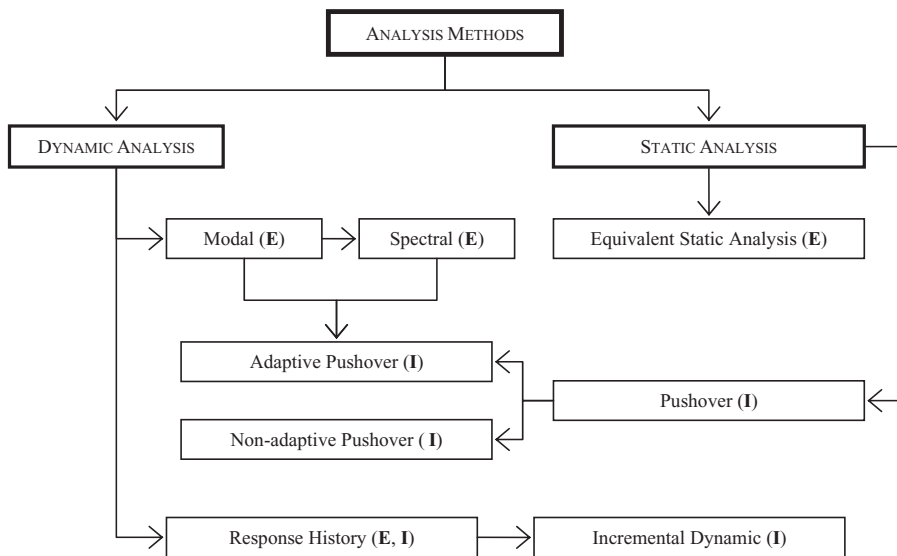 ANALYSIS METHODS
DYNAMIC ANALYSIS
STATIC ANALYSIS
Modal (E)
Spectral (E)
Equivalent Static Analysis (E)
Adaptive Pushover (I)
Pushover (I)
Non-adaptive Pushover ( I)
Response History (E, I)
Incremental Dynamic (I)